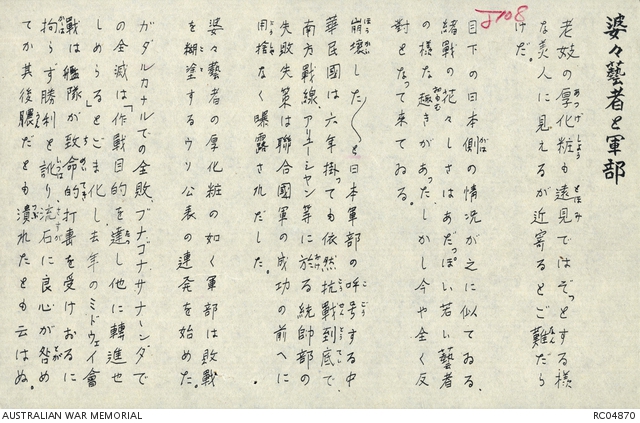 婆々藝者と軍部
J108
老妓の厚化粧も遠見ではぞっとする樣
な美人に見えるが近寄るとご難だら
けだ。
目下の日本側の情况が之に似てゐる、
緒戰の花々しさはあだっぽい若い藝者
の樣な趣きがあった、しかし今や全く反
對となって来てゐる。
崩壊した〱と日本軍部の呼号する中
華民國は六年掛っても依然抗戰到底で、
南方戰線アリューシャン等に於る統帥部の
失敗失策は聯合國軍の成功の前へに
用捨なく曝露されだした。
婆々藝者の厚化粧の如く軍部は敗戰
を糊塗するウソ公表の連発を始めた。
ガダルカナルでの全敗、ブナゴナサナーンダで
の全滅は「作戰目的を達し他に轉進せ
しめらる」とごま化し去年のミドウェイ會
戰は艦隊が致命的打撃を受けおるに
拘らず勝利と訛り流石に良心が咎め
てか其後臕だとも潰れたとも云はぬ。
AUSTRALIAN WAR MEMORIAL
RC04870